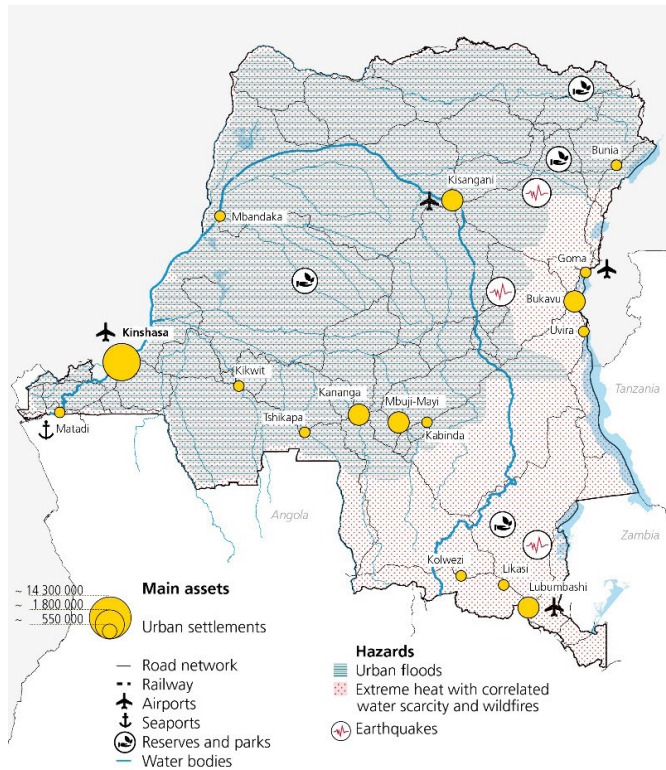 Bunia
Kisangani
Mbandaka
Goma
Bukavu
Uvira
Kinshasa
Kikwit
Kananga
Mbuji-Mayi
Tshikapa
Kabinda
Matadi
Tanzania
Angola
Zambia
Kolwezi
Likasi
Lubumbashi
Main assets
~ 14 300 000
~ 1.800 000
~ 550 000
Urban settlements
Road network
Railway
Airports
Seaports
Reserves and parks
Water bodies
Hazards
Urban floods
Extreme heat with correlated
water scarcity and wildfires
Earthquakes